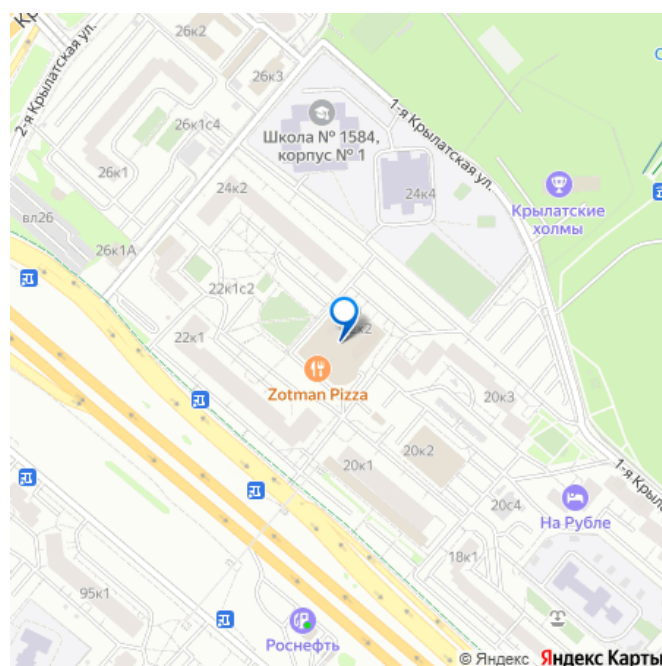 26к2
2-я Крылатская ул.
26к3
1-я Крылатская ул.
26к1с4
Школа № 1584,
корпус № 1
26к1
24к2
24к4
Крылатские
холмы
вл26
26к1А
22к1с2
22к1
Zotman Pizza
20к3
20к2
20к1
20с4
На Рубле
18к1
95к1
Роснефть
© Яндекс Яндекс Карты